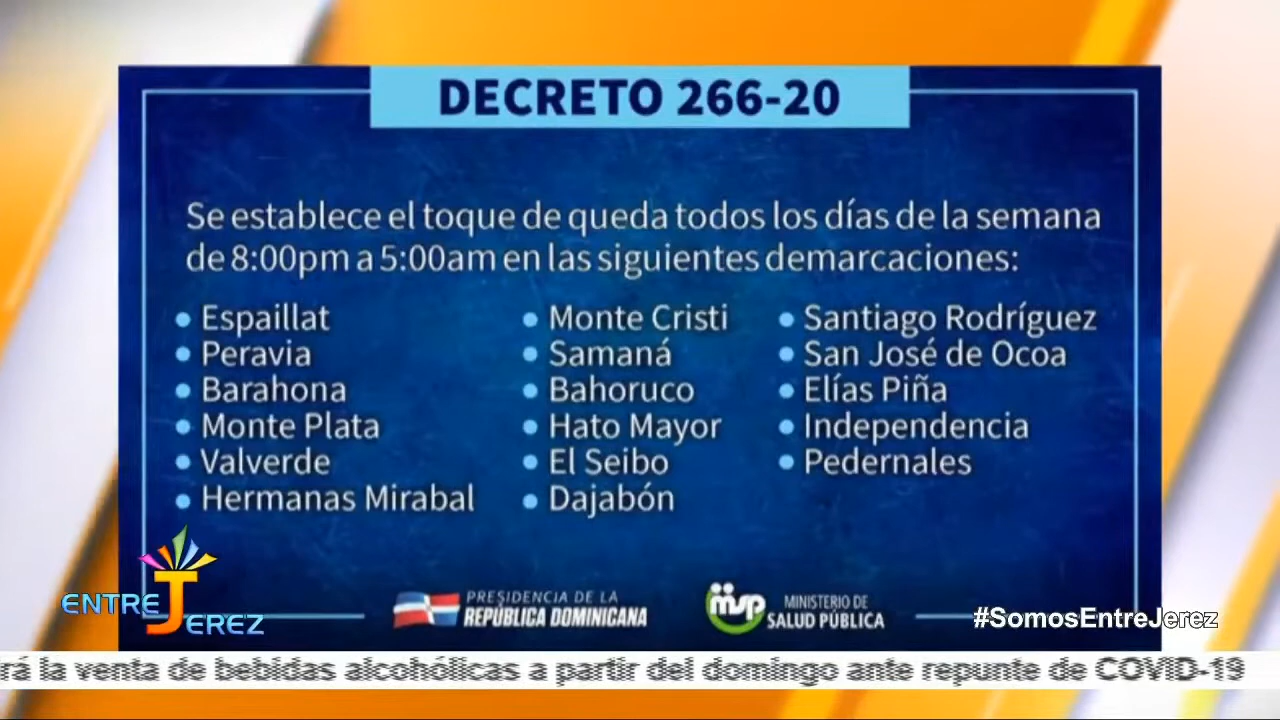 DECRETO 266-20
Se establece el toque de queda todos los días de la semana
de 8:00pm a 5:00am en las siguientes demarcaciones:
• Espaillat
• Peravia
• Barahona
• Monte Plata
• Valverde
• Hermanas Mirabal
• Monte Cristi
• Samaná
• Bahoruco
• Hato Mayor
• El Seibo
• Dajabón
• Santiago Rodríguez
• San José de Ocoa
• Elías Piña
• Independencia
• Pedernales
ENTRE
JEREZ
PRESIDENCIA DE LA
REPÚBLICA DOMINICANA
msp
MINISTERIO DE
SALUD PÚBLICA
#SomosEntreJerez
rá la venta de bebidas alcohólicas a partir del domingo ante repunte de COVID-19